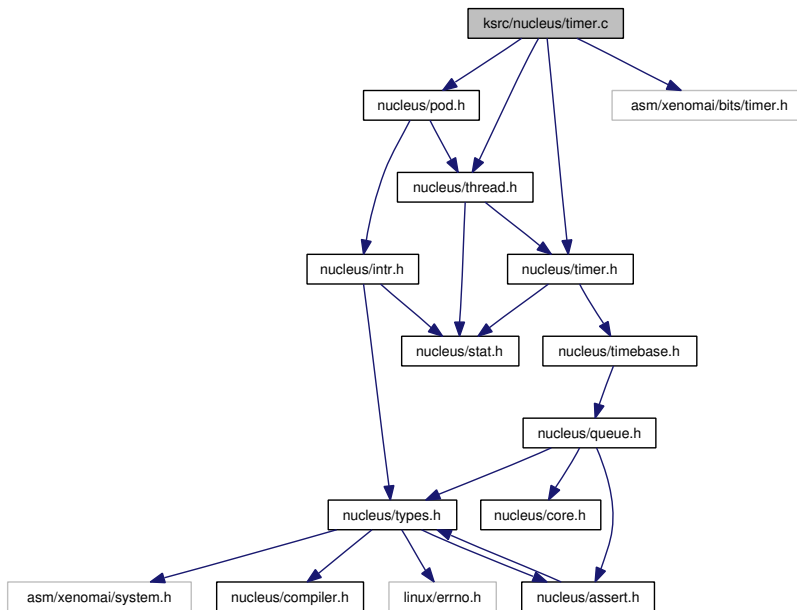 ksrc/nucleus/timer.c
nucleus/pod.h
asm/xenomai/bits/timer.h
nucleus/thread.h
nucleus/intr.h
nucleus/timer.h
nucleus/stat.h
nucleus/timebase.h
nucleus/queue.h
nucleus/types.h
nucleus/core.h
asm/xenomai/system.h
nucleus/compiler.h
linux/errno.h
nucleus/assert.h